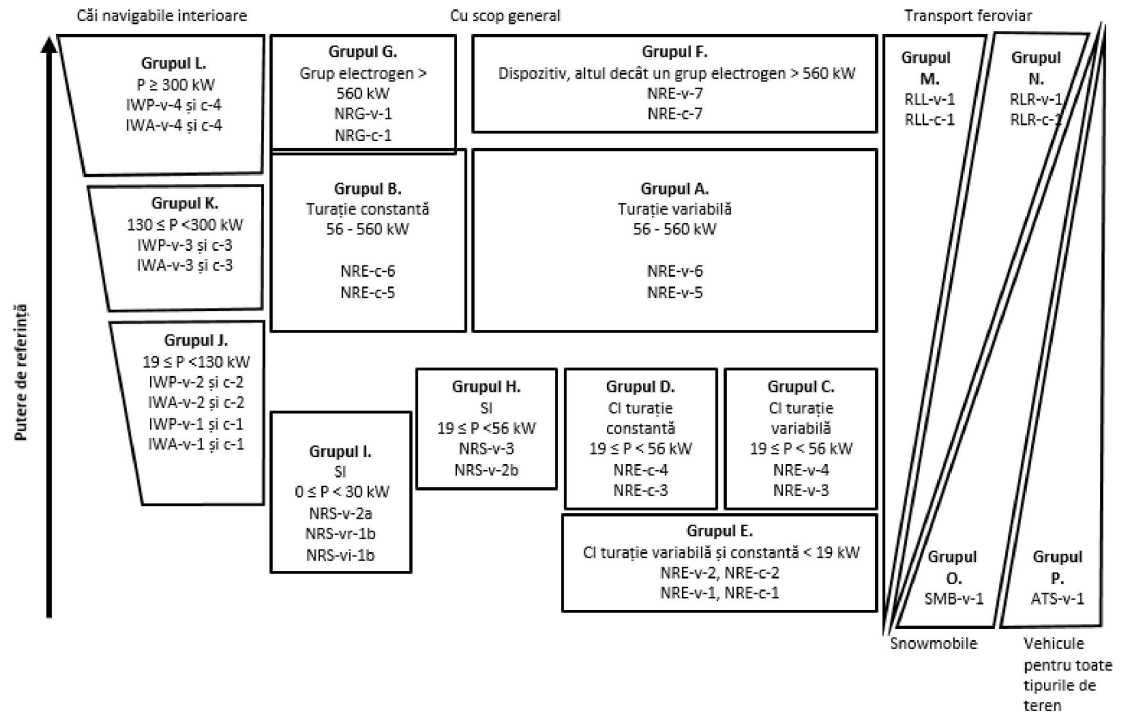 Căi navigabile interioare
Cu scop general
Transport feroviar
Putere de referință
Grupul L.
P ≥ 300 kW
IWP-v-4 și c-4
IWA-v-4 și c-4
Grupul K.
130 ≤ P <300 kW
IWP-v-3 și c-3
IWA-v-3 și c-3
Grupul J.
19 ≤ P <130 kW
IWP-v-2 și c-2
IWA-v-2 și c-2
IWP-v-1 și c-1
IWA-v-1 și c-1
Grupul G.
Grup electrogen >
560 kW
NRG-v-1
NRG-c-1
Grupul F.
Dispozitiv, altul decât un grup electrogen > 560 kW
NRE-v-7
NRE-c-7
Grupul B.
Turație constantă
56 - 560 kW
NRE-c-6
NRE-c-5
Grupul A.
Turație variabilă
56 - 560 kW
NRE-v-6
NRE-v-5
Grupul I.
SI
0 ≤ P < 30 kW
NRS-v-2a
NRS-vr-1b
NRS-vi-1b
Grupul H.
SI
19 ≤ P <56 kW
NRS-v-3
NRS-v-2b
Grupul D.
CI turație
constantă
19 ≤ P < 56 kW
NRE-c-4
NRE-c-3
Grupul C.
CI turație
variabilă
19 ≤ P < 56 kW
NRE-v-4
NRE-v-3
Grupul E.
CI turație variabilă și constantă < 19 kW
NRE-v-2, NRE-c-2
NRE-v-1, NRE-c-1
Grupul
M.
RLL-v-1
RLL-c-1
Grupul
N.
RLR-v-1
RLR-c-1
Grupul
O.
SMB-v-1
Grupul
P.
ATS-v-1
Snowmobile
Vehicule
pentru toate
tipurile de
teren